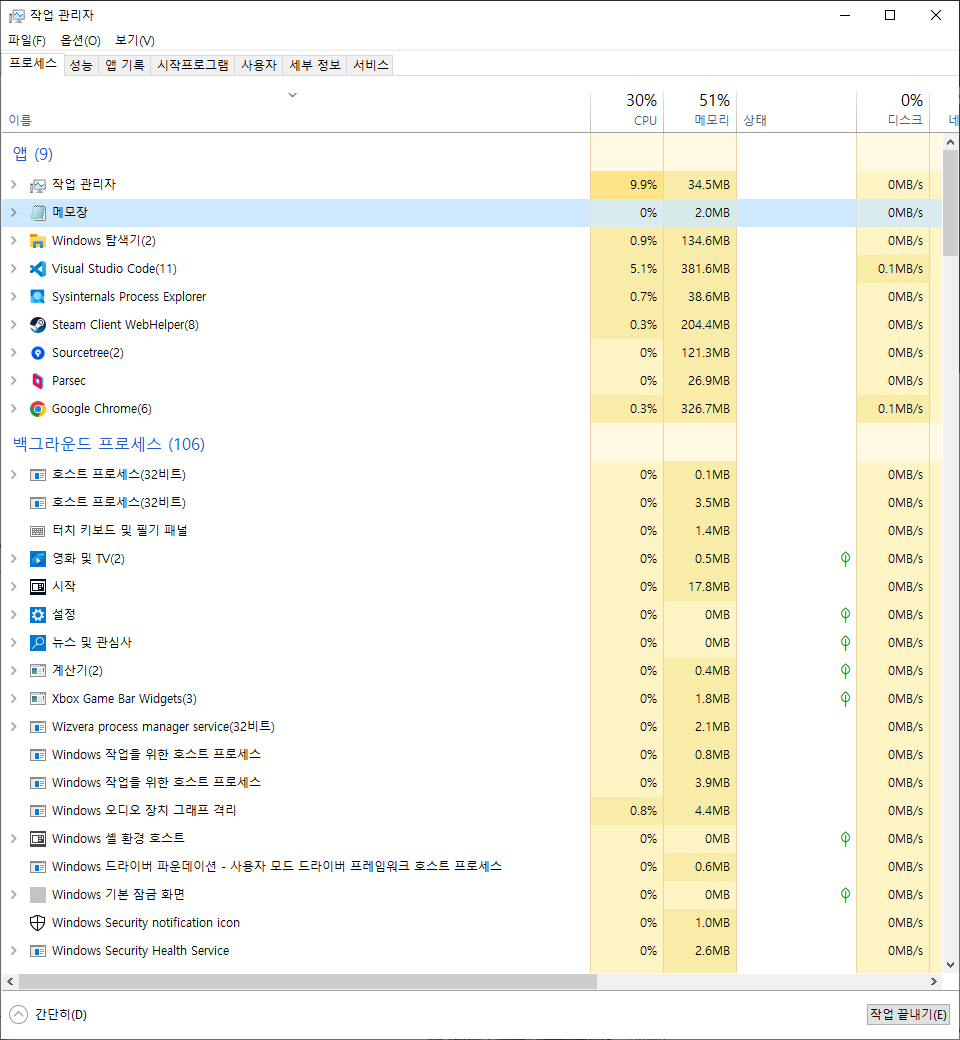 작업 관리자
파일(F) 옵션(O) 보기(V)
프로세스 성능 앱 기록 시작프로그램 사용자 세부 정보 서비스
30% 51% 0%
이름 CPU 메모리 상태 디스크 네
앱 (9)
작업 관리자 9.9% 34.5MB 0MB/s
메모장 0% 2.0MB 0MB/s
Windows 탐색기(2) 0.9% 134.6MB 0MB/s
Visual Studio Code(11) 5.1% 381.6MB 0.1MB/s
Sysinternals Process Explorer 0.7% 38.6MB 0MB/s
Steam Client WebHelper(8) 0.3% 204.4MB 0MB/s
Sourcetree(2) 0% 121.3MB 0MB/s
Parsec 0% 26.9MB 0MB/s
Google Chrome(6) 0.3% 326.7MB 0.1MB/s
백그라운드 프로세스 (106)
호스트 프로세스(32비트) 0% 0.1MB 0MB/s
호스트 프로세스(32비트) 0% 3.5MB 0MB/s
터치 키보드 및 필기 패널 0% 1.4MB 0MB/s
영화 및 TV(2) 0% 0.5MB 0MB/s
시작 0% 17.8MB 0MB/s
설정 0% 0MB 0MB/s
뉴스 및 관심사 0% 0MB 0MB/s
계산기(2) 0% 0.4MB 0MB/s
Xbox Game Bar Widgets(3) 0% 1.8MB 0MB/s
Wizvera process manager service(32비트) 0% 2.1MB 0MB/s
Windows 작업을 위한 호스트 프로세스 0% 0.8MB 0MB/s
Windows 작업을 위한 호스트 프로세스 0% 3.9MB 0MB/s
Windows 오디오 장치 그래프 격리 0.8% 4.4MB 0MB/s
Windows 셸 환경 호스트 0% 0MB 0MB/s
Windows 드라이버 파운데이션 - 사용자 모드 드라이버 프레임워크 호스트 프로세스 0% 0.6MB 0MB/s
Windows 기본 잠금 화면 0% 0MB 0MB/s
Windows Security notification icon 0% 1.0MB 0MB/s
Windows Security Health Service 0% 2.6MB 0MB/s
간단히(D) 작업 끝내기(E)